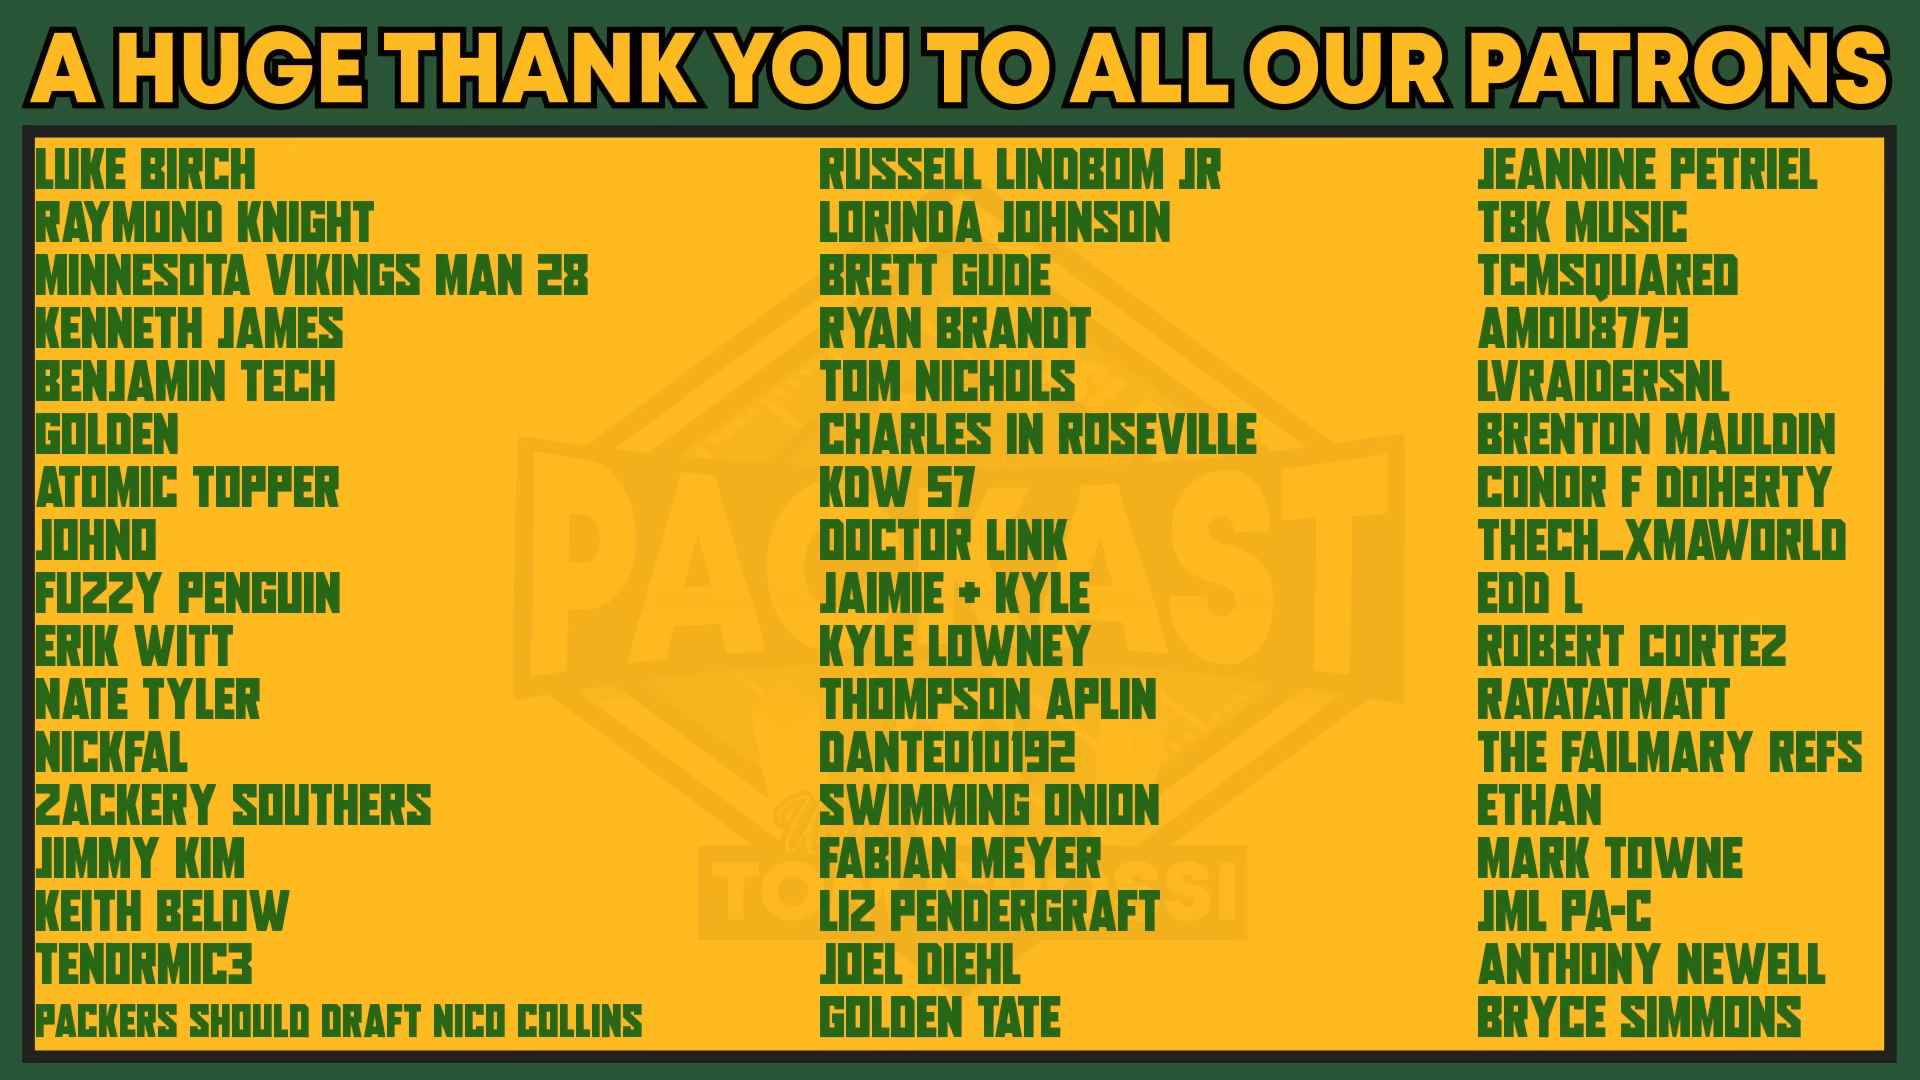 A HUGE THANK YOU TO ALL OUR PATRONS
LUKE BIRCH
RAYMOND KNIGHT
MINNESOTA VIKINGS MAN 28
KENNETH JAMES
BENJAMIN TECH
GOLDEN
ATOMIC TOPPER
JOHNO
FUZZY PENGUIN
ERIK WITT
NATE TYLER
NICKFAL
ZACKERY SOUTHERS
JIMMY KIM
KEITH BELOW
TENORMIC3
PACKERS SHOULD DRAFT NICO COLLINS
RUSSELL LINDBOM JR
LORINDA JOHNSON
BRETT GUDE
RYAN BRANDT
TOM NICHOLS
CHARLES IN ROSEVILLE
KDW 57
DOCTOR LINK
JAIMIE + KYLE
KYLE LOWNEY
THOMPSON APLIN
DANTE010192
SWIMMING ONION
FABIAN MEYER
LIZ PENDERGRAFT
JOEL DIEHL
GOLDEN TATE
JEANNINE PETRIEL
TBK MUSIC
TCMSQUARED
AMOU8779
LVRAIDERSNL
BRENTON MAULDIN
CONOR F DOHERTY
THECH_XMAWORLD
EDD L
ROBERT CORTEZ
RATATATMATT
THE FAILMARY REFS
ETHAN
MARK TOWNE
JML PA-C
ANTHONY NEWELL
BRYCE SIMMONS
PACKAST